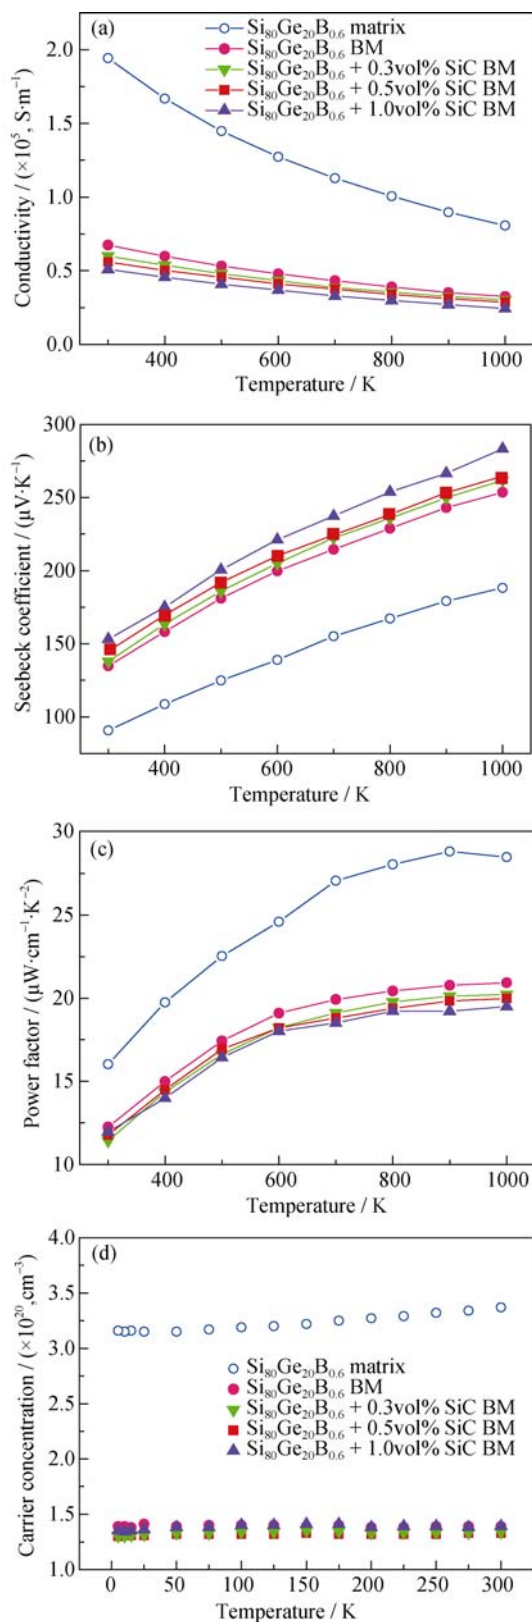 (a)
Si₈₀Ge₂₀B₀.₆ matrix
Si₈₀Ge₂₀B₀.₆ BM
Si₈₀Ge₂₀B₀.₆ + 0.3vol% SiC BM
Si₈₀Ge₂₀B₀.₆ + 0.5vol% SiC BM
Si₈₀Ge₂₀B₀.₆ + 1.0vol% SiC BM
Conductivity / (×10⁵, S·m⁻¹)
2.0
1.5
1.0
0.5
0.0
400 600 800 1000
Temperature / K
(b)
Seebeck coefficient / (μV·K⁻¹)
300
250
200
150
100
400 600 800 1000
Temperature / K
(c)
Power factor / (μW·cm⁻¹·K⁻²)
30
25
20
15
10
400 600 800 1000
Temperature / K
(d)
Carrier concentration / (×10²⁰,cm⁻³)
4.0
3.5
3.0
2.5
2.0
1.5
1.0
Si₈₀Ge₂₀B₀.₆ matrix
Si₈₀Ge₂₀B₀.₆ BM
Si₈₀Ge₂₀B₀.₆ + 0.3vol% SiC BM
Si₈₀Ge₂₀B₀.₆ + 0.5vol% SiC BM
Si₈₀Ge₂₀B₀.₆ + 1.0vol% SiC BM
0 50 100 150 200 250 300
Temperature / K